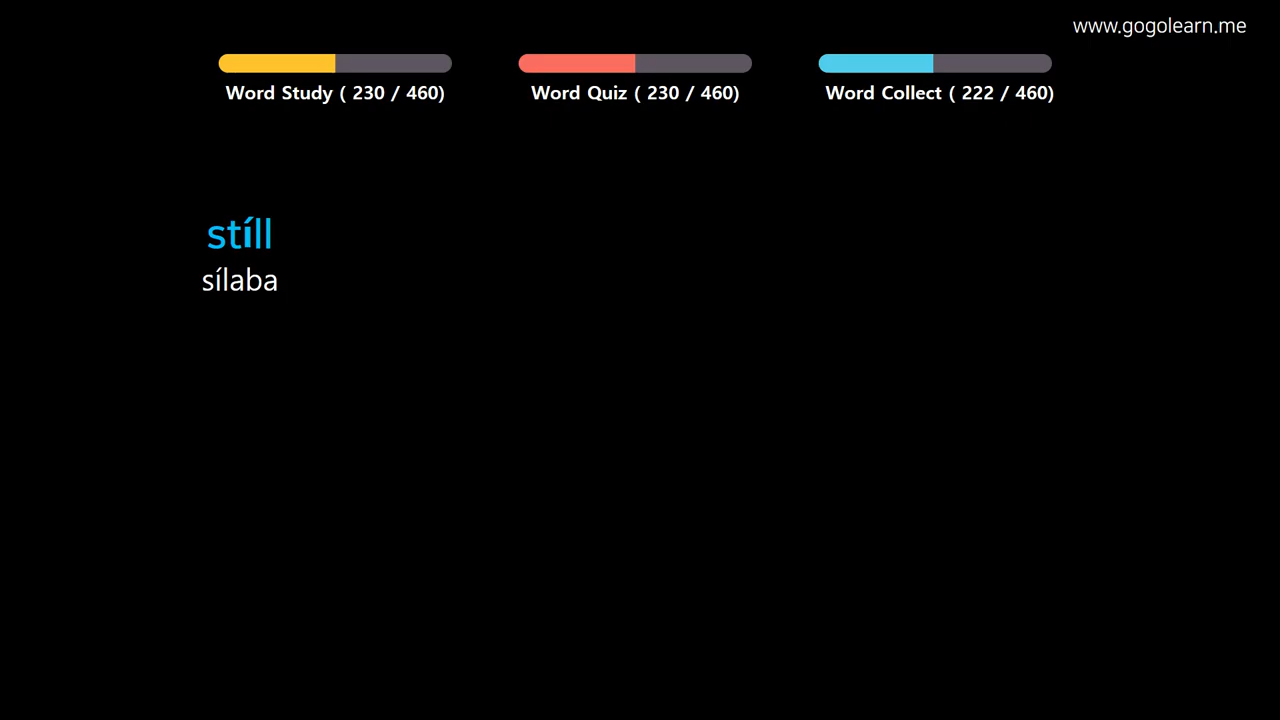 www.gogolearn.me
Word Study ( 230 / 460)
Word Quiz ( 230 / 460)
Word Collect ( 222 / 460)
stíll
sílaba